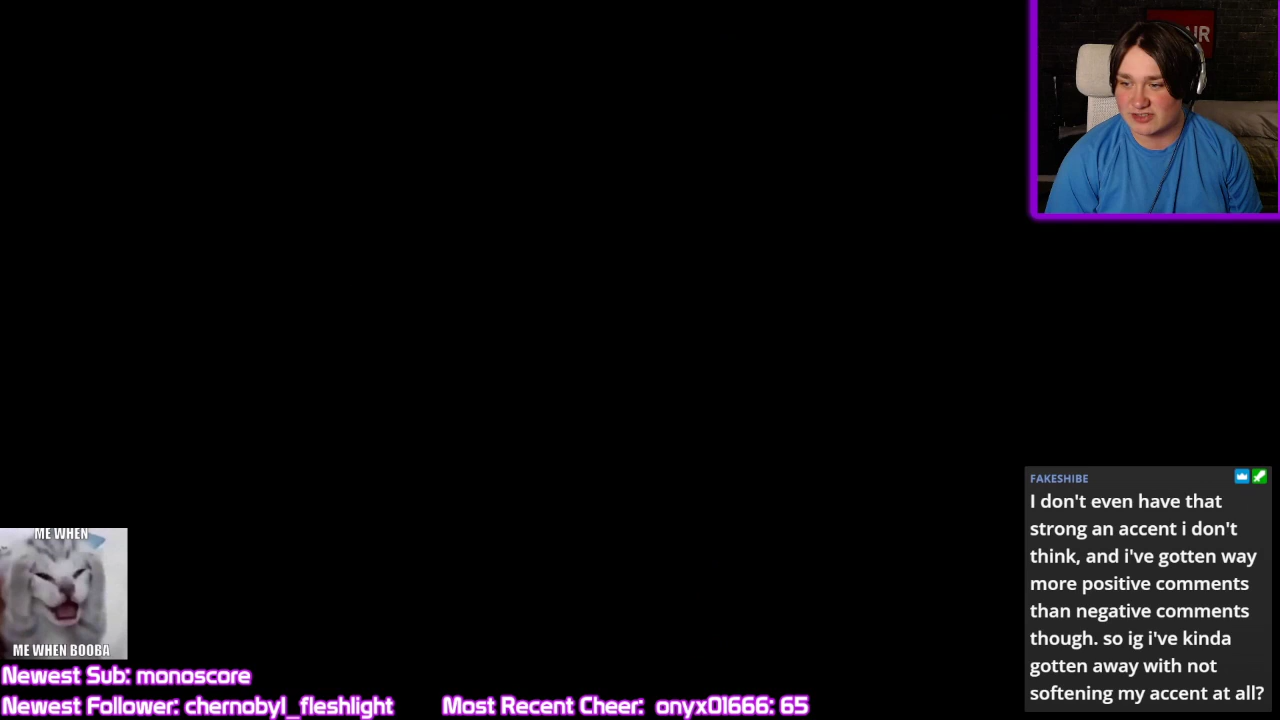 UR
FAKESHIBE
I don't even have that
strong an accent i don't
think, and i've gotten way
more positive comments
than negative comments
though. so ig i've kinda
gotten away with not
softening my accent at all?
ME WHEN
ME WHEN BOOBA
Newest Sub: monoscore
Newest Follower: chernobyl_fleshlight
Most Recent Cheer: onyx01666: 65